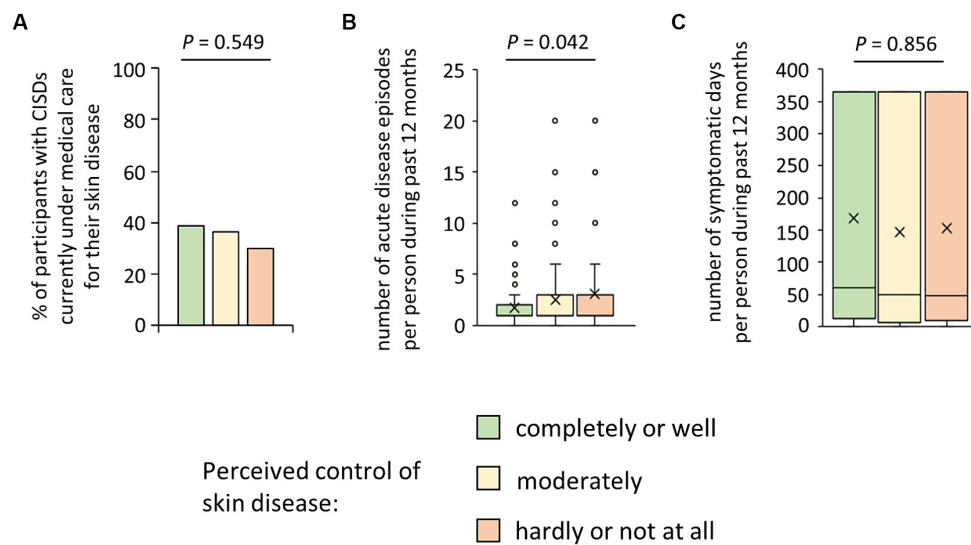 A
P = 0.549
% of participants with CISDs
currently under medical care
for their skin disease
100
80
60
40
20
0
B
P = 0.042
number of acute disease episodes
per person during past 12 months
25
20
15
10
5
0
C
P = 0.856
number of symptomatic days
per person during past 12 months
400
350
300
250
200
150
100
50
0
Perceived control of
skin disease:
completely or well
moderately
hardly or not at all